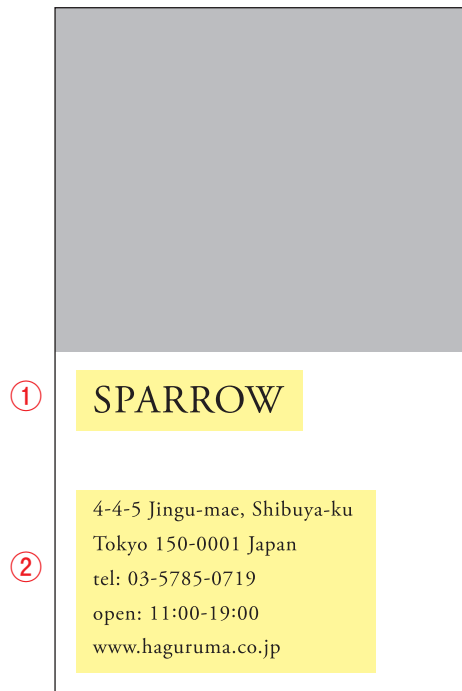 ①
SPARROW
②
4-4-5 Jingu-mae, Shibuya-ku
Tokyo 150-0001 Japan
tel: 03-5785-0719
open: 11:00-19:00
www.haguruma.co.jp